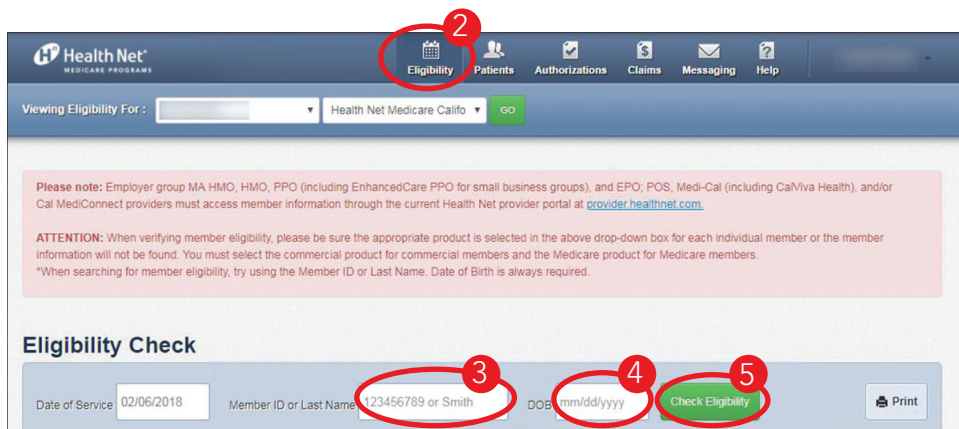 2
Health Net®
MEDICARE PROGRAMS
Eligibility
Patients
Authorizations
Claims
Messaging
Help
Viewing Eligibility For :
Health Net Medicare Califo
GO
Please note: Employer group MA HMO, HMO, PPO (including EnhancedCare PPO for small business groups), and EPO; POS, Medi-Cal (including CalViva Health), and/or
Cal MediConnect providers must access member information through the current Health Net provider portal at provider.healthnet.com.
ATTENTION: When verifying member eligibility, please be sure the appropriate product is selected in the above drop-down box for each individual member or the member
information will not be found. You must select the commercial product for commercial members and the Medicare product for Medicare members.
*When searching for member eligibility, try using the Member ID or Last Name. Date of Birth is always required.
Eligibility Check
3
4
5
Date of Service
02/06/2018
Member ID or Last Name
123456789 or Smith
DOB
mm/dd/yyyy
Check Eligibility
Print